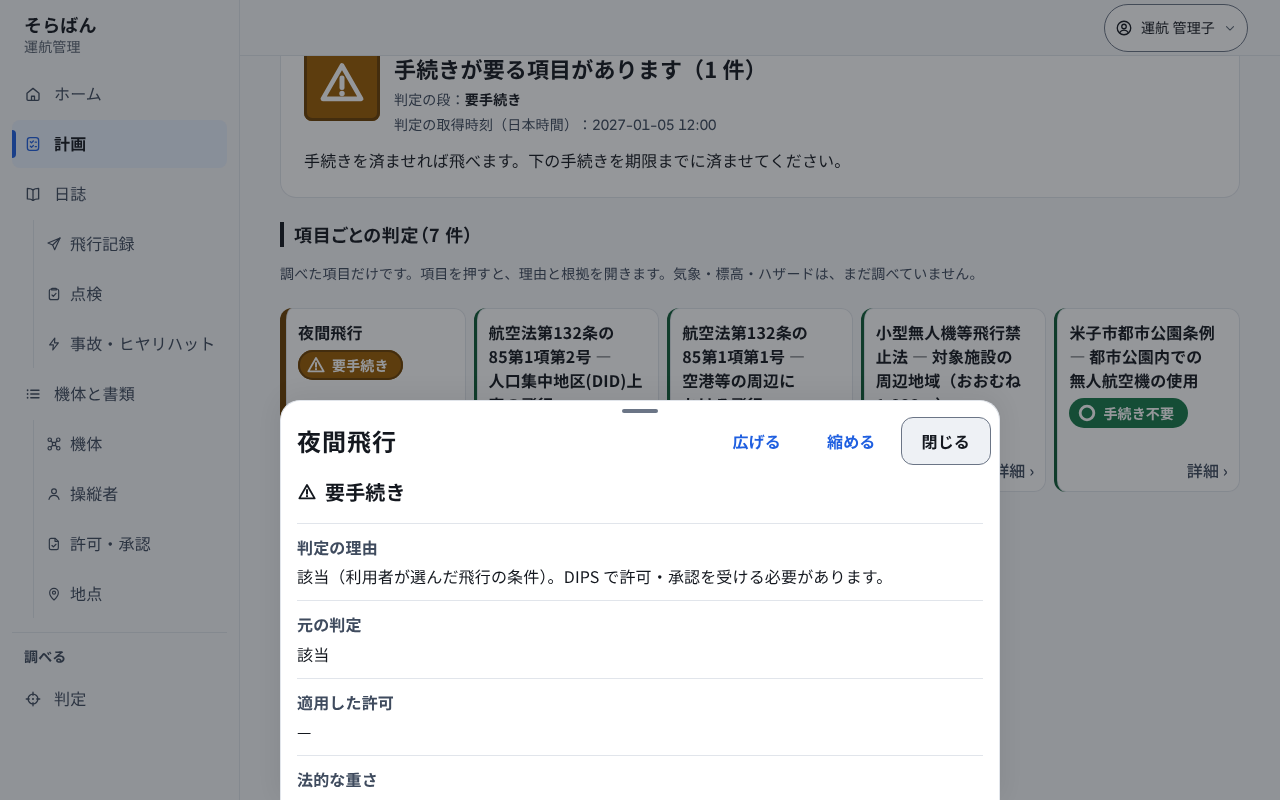 そらばん
運航管理
ホーム
計画
日誌
飛行記録
点検
事故・ヒヤリハット
機体と書類
機体
操縦者
許可・承認
地点
調べる
判定
運航 管理子
手続きが要る項目があります（1 件）
判定の段：要手続き
判定の取得時刻（日本時間）：2027-01-05 12:00
手続きを済ませれば飛べます。下の手続きを期限までに済ませてください。
項目ごとの判定（7 件）
調べた項目だけです。項目を押すと、理由と根拠を開きます。気象・標高・ハザードは、まだ調べていません。
夜間飛行
要手続き
航空法第132条の
85第1項第2号 —
人口集中地区(DID)上
航空法第132条の
85第1項第1号 —
空港等の周辺に
小型無人機等飛行禁
止法 — 対象施設の
周辺地域（おおむね
詳細 ›
米子市都市公園条例
— 都市公園内での
無人航空機の使用
手続き不要
詳細 ›
夜間飛行
広げる
縮める
閉じる
要手続き
判定の理由
該当（利用者が選んだ飛行の条件）。DIPS で許可・承認を受ける必要があります。
元の判定
該当
適用した許可
—
法的な重さ